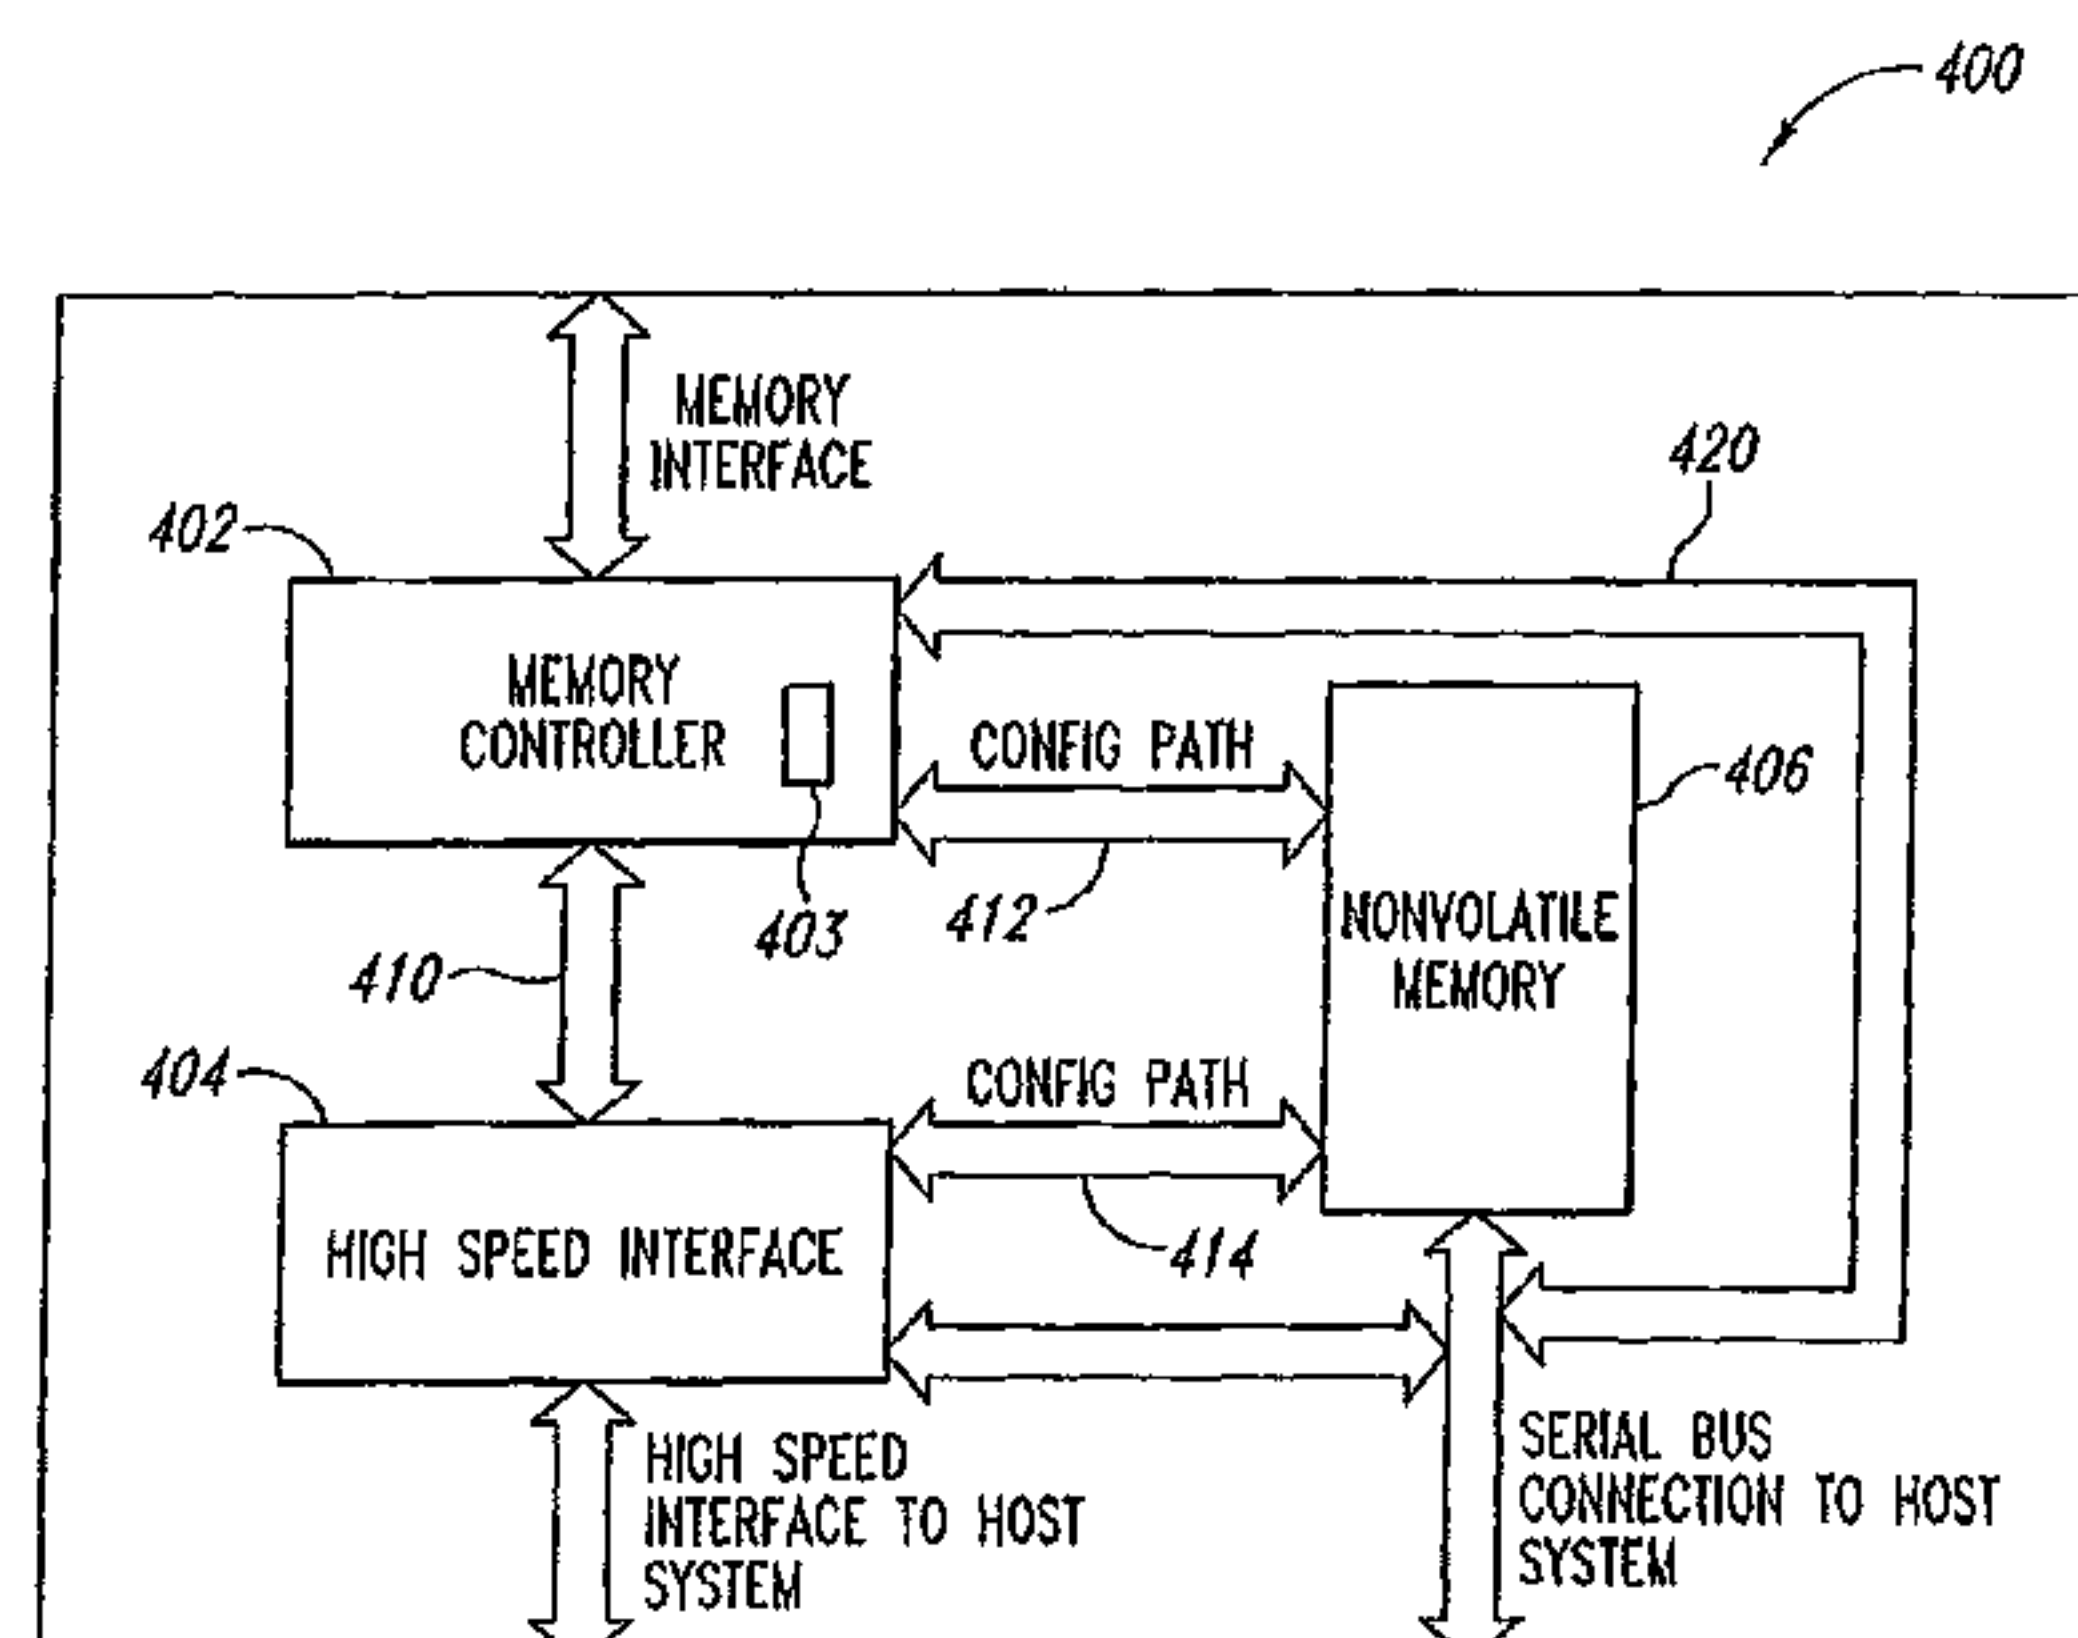 400
MEMORY
INTERFACE
420
402
MEMORY
CONTROLLER
CONFIG PATH
406
403
412
NONVOLATILE
MEMORY
410
404
CONFIG PATH
HIGH SPEED INTERFACE
414
HIGH SPEED
INTERFACE TO HOST
SYSTEM
SERIAL BUS
CONNECTION TO HOST
SYSTEM